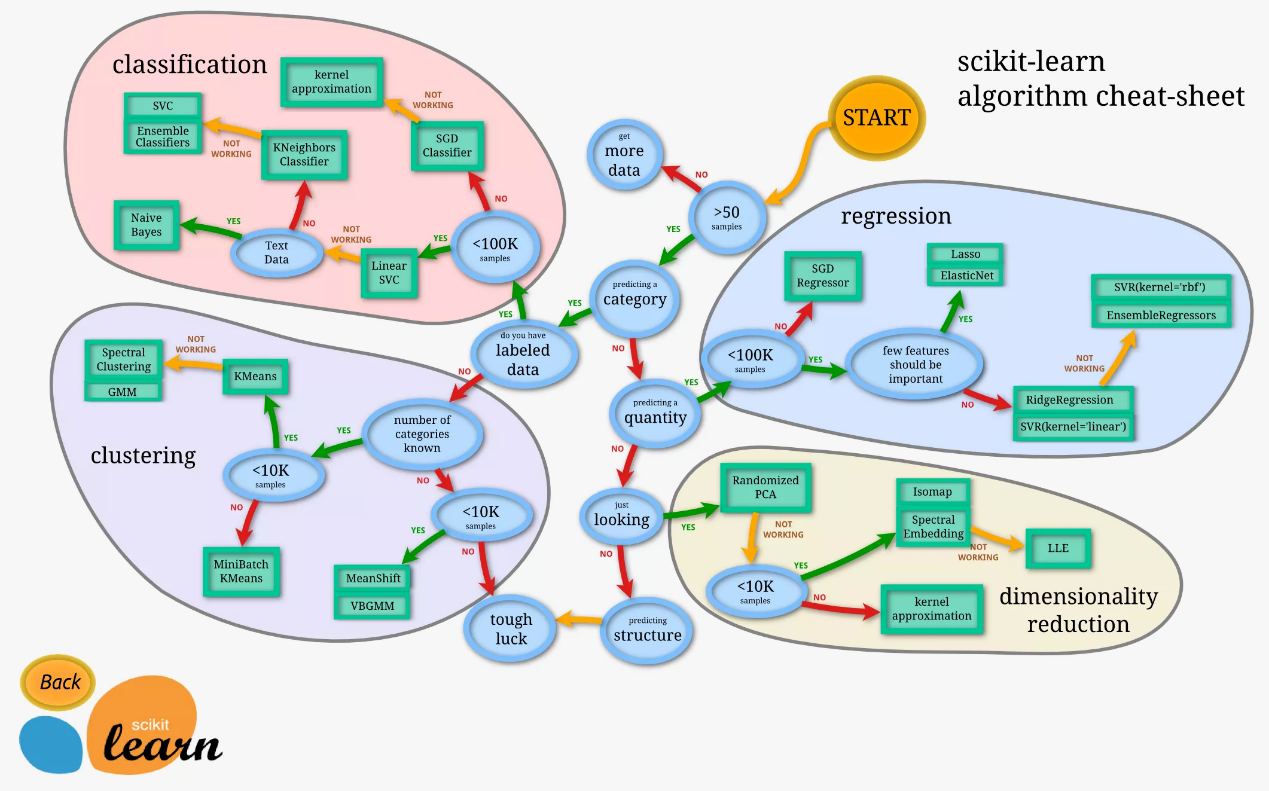 scikit-learn
algorithm cheat-sheet
START
>50
samples
NO
get
more
data
YES
predicting a
category
YES
do you have
labeled
data
YES
NO
NO
classification
kernel
approximation
NOT
WORKING
SGD
Classifier
NO
<100K
samples
YES
Linear
SVC
NOT
WORKING
Text
Data
YES
Naive
Bayes
NO
KNeighbors
Classifier
NOT
WORKING
SVC
Ensemble
Classifiers
clustering
number of
categories
known
YES
NO
<10K
samples
YES
KMeans
NOT
WORKING
Spectral
Clustering
GMM
NO
MiniBatch
KMeans
<10K
samples
YES
MeanShift
VBGMM
NO
tough
luck
predicting a
quantity
YES
NO
regression
<100K
samples
NO
SGD
Regressor
YES
few features
should be
important
YES
Lasso
ElasticNet
NO
RidgeRegression
SVR(kernel='linear')
NOT
WORKING
SVR(kernel='rbf')
EnsembleRegressors
just
looking
YES
NO
predicting
structure
dimensionality
reduction
Randomized
PCA
NOT
WORKING
<10K
samples
YES
Isomap
Spectral
Embedding
NOT
WORKING
LLE
NO
kernel
approximation
Back
scikit
learn